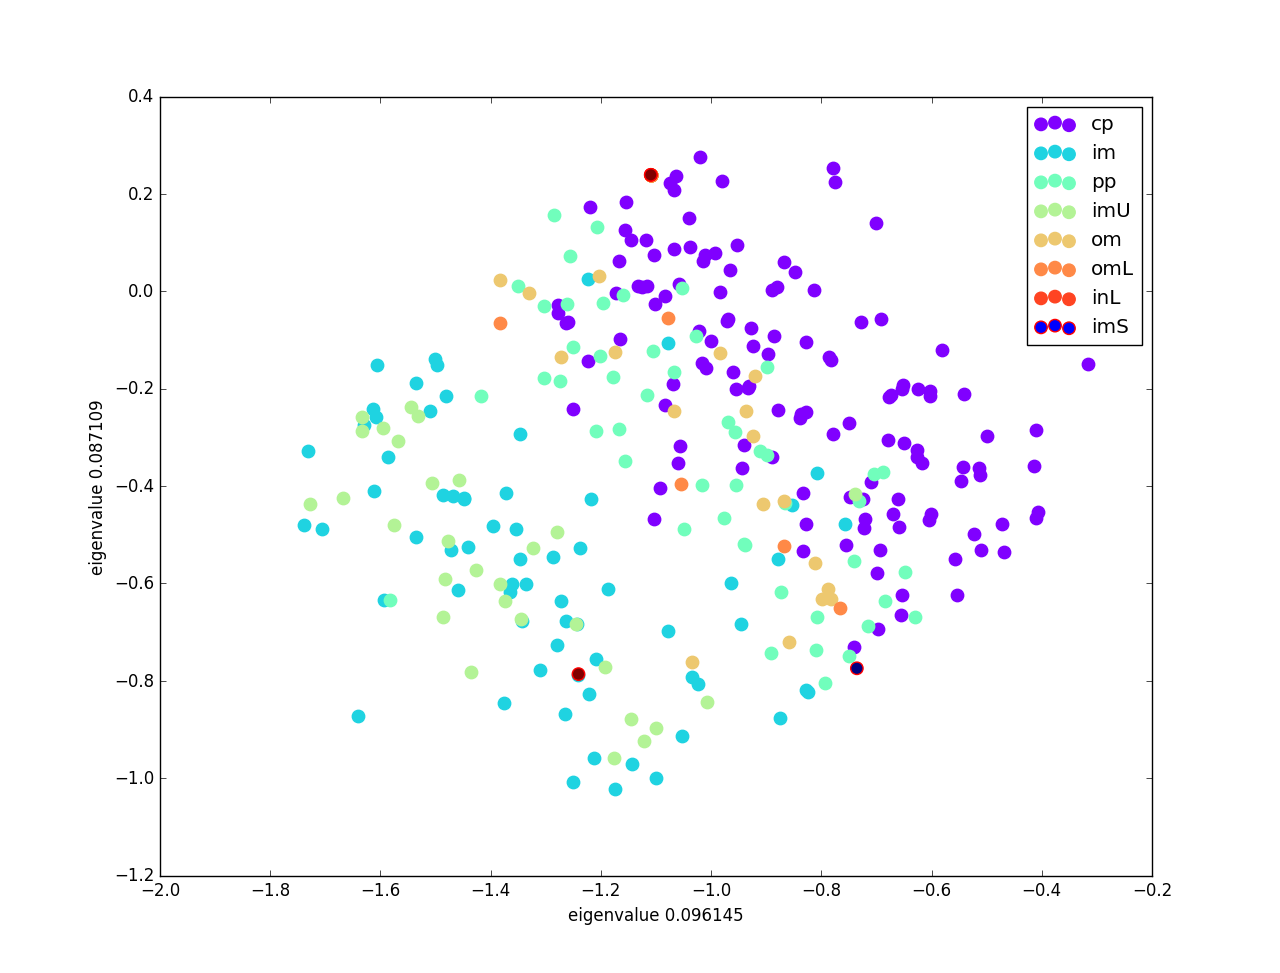 0.4
0.2
0.0
−0.2
−0.4
−0.6
−0.8
−1.0
−1.2
eigenvalue 0.087109
−2.0 −1.8 −1.6 −1.4 −1.2 −1.0 −0.8 −0.6 −0.4 −0.2
eigenvalue 0.096145
cp
im
pp
imU
om
omL
inL
imS